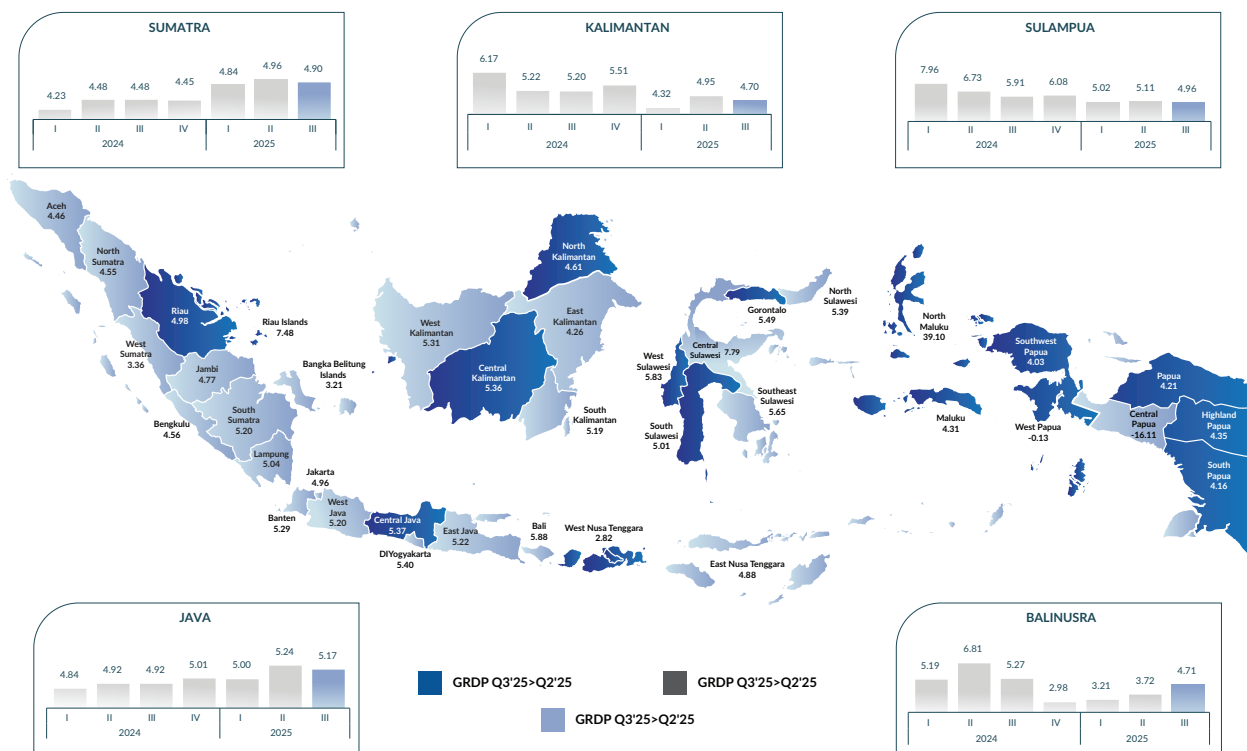 SUMATRA
4.23
4.48
4.48
4.45
4.84
4.96
4.90
I II III IV I II III
2024 2025
KALIMANTAN
6.17
5.22
5.20
5.51
4.32
4.95
4.70
I II III IV I II III
2024 2025
SULAMPUA
7.96
6.73
5.91
6.08
5.02
5.11
4.96
I II III IV I II III
2024 2025
Aceh
4.46
North
Sumatra
4.55
Riau
4.98
Riau Islands
7.48
West
Sumatra
3.36
Jambi
4.77
Bangka Belitung
Islands
3.21
Bengkulu
4.56
South
Sumatra
5.20
Lampung
5.04
Jakarta
4.96
Banten
5.29
West
Java
5.20
Central Java
5.37
DIYogyakarta
5.40
East Java
5.22
Bali
5.88
West Nusa Tenggara
2.82
East Nusa Tenggara
4.88
North
Kalimantan
4.61
West
Kalimantan
5.31
East
Kalimantan
4.26
Central
Kalimantan
5.36
South
Kalimantan
5.19
West
Sulawesi
5.83
South
Sulawesi
5.01
Central
Sulawesi
7.79
Gorontalo
5.49
North
Sulawesi
5.39
Southeast
Sulawesi
5.65
North
Maluku
39.10
Maluku
4.31
Southwest
Papua
4.03
West Papua
-0.13
Papua
4.21
Central
Papua
-16.11
Highland
Papua
4.35
South
Papua
4.16
JAVA
4.84
4.92
4.92
5.01
5.00
5.24
5.17
I II III IV I II III
2024 2025
GRDP Q3'25>Q2'25
GRDP Q3'25>Q2'25
GRDP Q3'25>Q2'25
BALINUSRA
5.19
6.81
5.27
2.98
3.21
3.72
4.71
I II III IV I II III
2024 2025